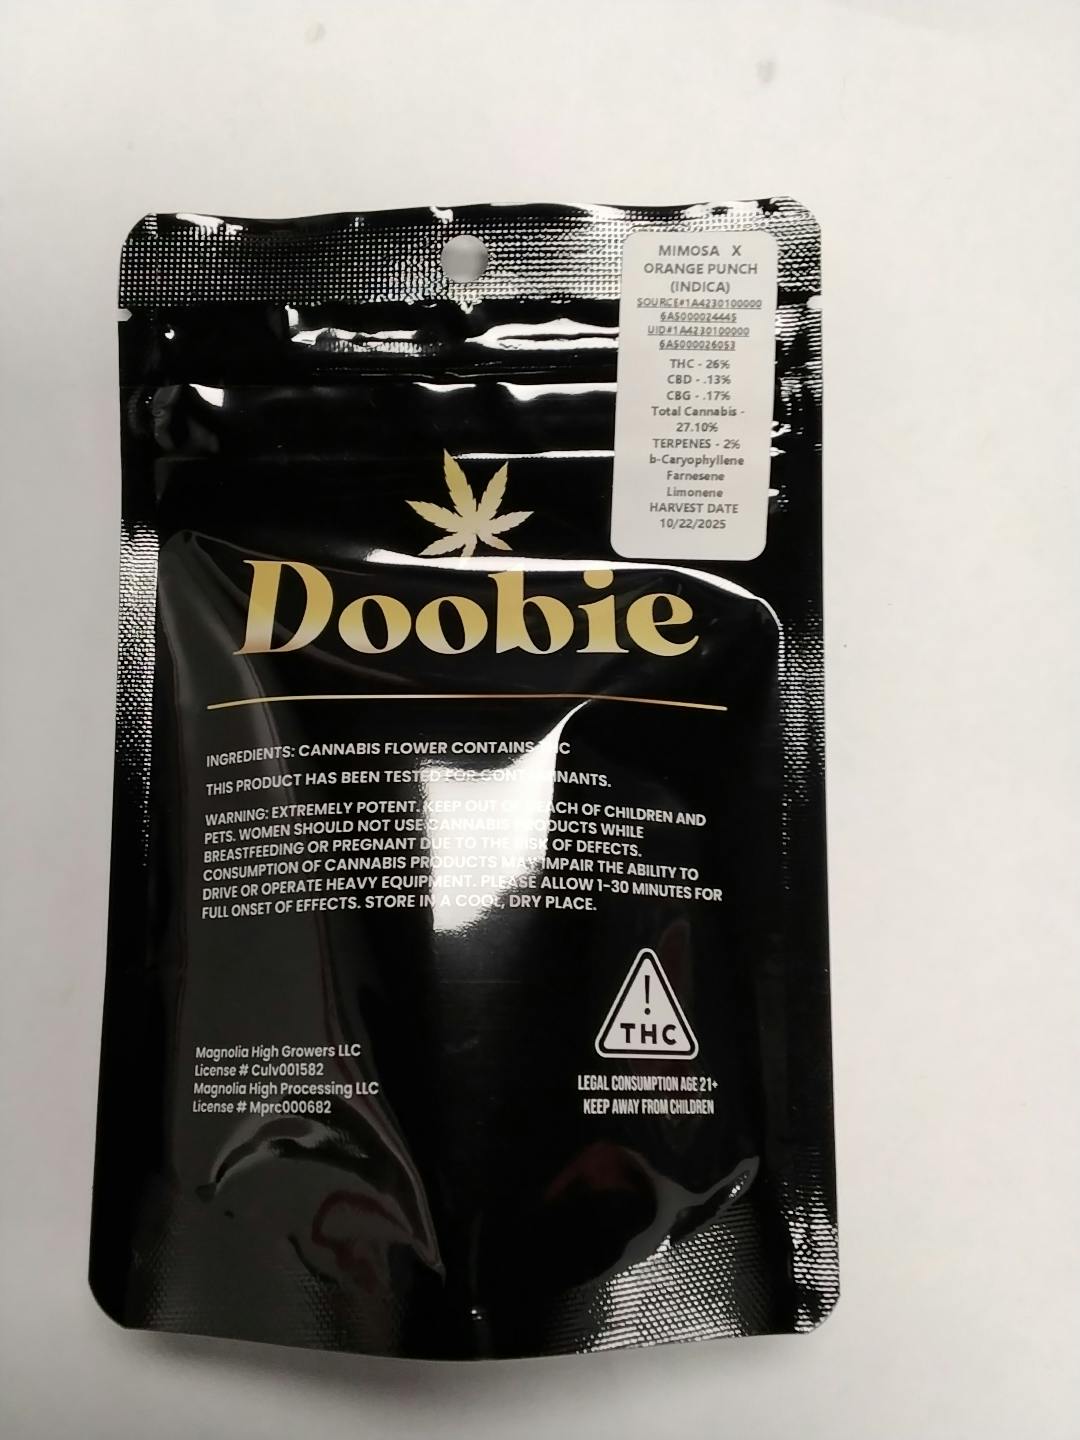 MIMOSA X
ORANGE PUNCH
(INDICA)
SOURCE#1A4230100000
6A5000024445
UID#1A4230100000
6A5000026053
THC - 26%
CBD - .13%
CBG - .17%
Total Cannabis -
27.10%
TERPENES - 2%
b-Caryophyllene
Farnesene
Limonene
HARVEST DATE
10/22/2025
Doobie
INGREDIENTS: CANNABIS FLOWER CONTAINS THC
THIS PRODUCT HAS BEEN TESTED FOR CONTAMINANTS.
WARNING: EXTREMELY POTENT. KEEP OUT OF REACH OF CHILDREN AND
PETS. WOMEN SHOULD NOT USE CANNABIS PRODUCTS WHILE
BREASTFEEDING OR PREGNANT DUE TO THE RISK OF DEFECTS.
CONSUMPTION OF CANNABIS PRODUCTS MAY IMPAIR THE ABILITY TO
DRIVE OR OPERATE HEAVY EQUIPMENT. PLEASE ALLOW 1-30 MINUTES FOR
FULL ONSET OF EFFECTS. STORE IN A COOL, DRY PLACE.
! THC
Magnolia High Growers LLC
License # Culv001582
Magnolia High Processing LLC
License # Mprc000682
LEGAL CONSUMPTION AGE 21+
KEEP AWAY FROM CHILDREN